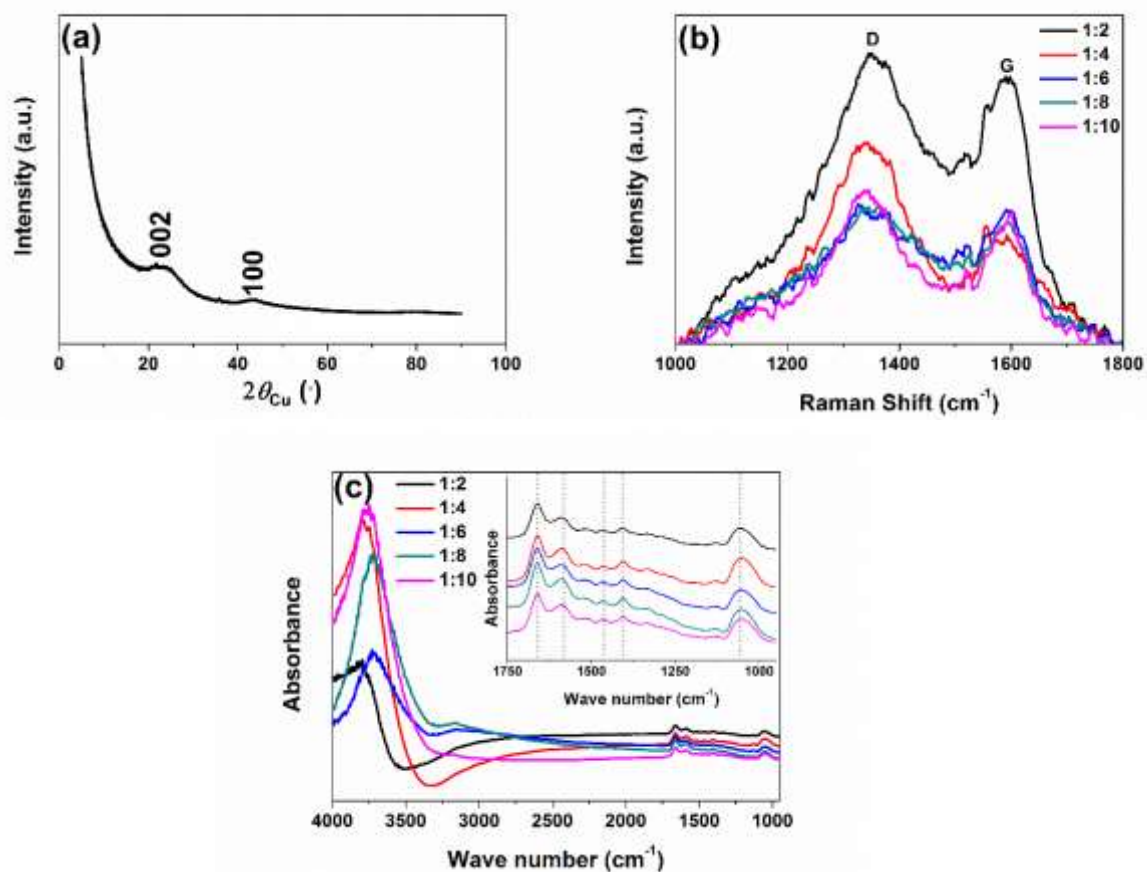 (a)
Intensity (a.u.)
002
100
0 20 40 60 80 100
2θCu (°)
(b)
D
G
1:2
1:4
1:6
1:8
1:10
Intensity (a.u.)
1000 1200 1400 1600 1800
Raman Shift (cm-1)
(c)
1:2
1:4
1:6
1:8
1:10
Absorbance
Absorbance
1750 1500 1250 1000
Wave number (cm-1)
4000 3500 3000 2500 2000 1500 1000
Wave number (cm-1)